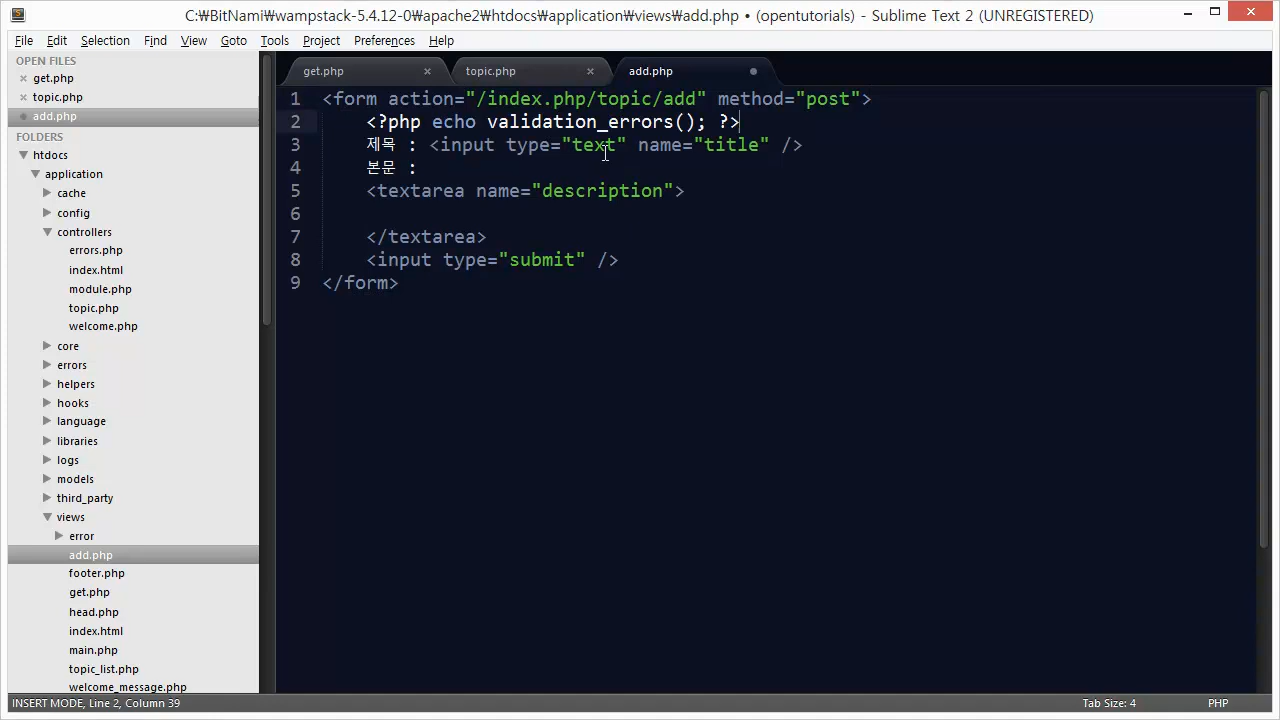 C:₩BitNami₩wampstack-5.4.12-0₩apache2₩htdocs₩application₩views₩add.php • (opentutorials) - Sublime Text 2 (UNREGISTERED)
File Edit Selection Find View Goto Tools Project Preferences Help
OPEN FILES
get.php
topic.php
add.php
FOLDERS
htdocs
application
cache
config
controllers
errors.php
index.html
module.php
topic.php
welcome.php
core
errors
helpers
hooks
language
libraries
logs
models
third_party
views
error
add.php
footer.php
get.php
head.php
index.html
main.php
topic_list.php
welcome_message.php
get.php topic.php add.php
1 <form action="/index.php/topic/add" method="post">
2 <?php echo validation_errors(); ?>
3 제목 : <input type="text" name="title" />
4 본문 :
5 <textarea name="description">
6
7 </textarea>
8 <input type="submit" />
9 </form>
INSERT MODE, Line 2, Column 39 Tab Size: 4 PHP